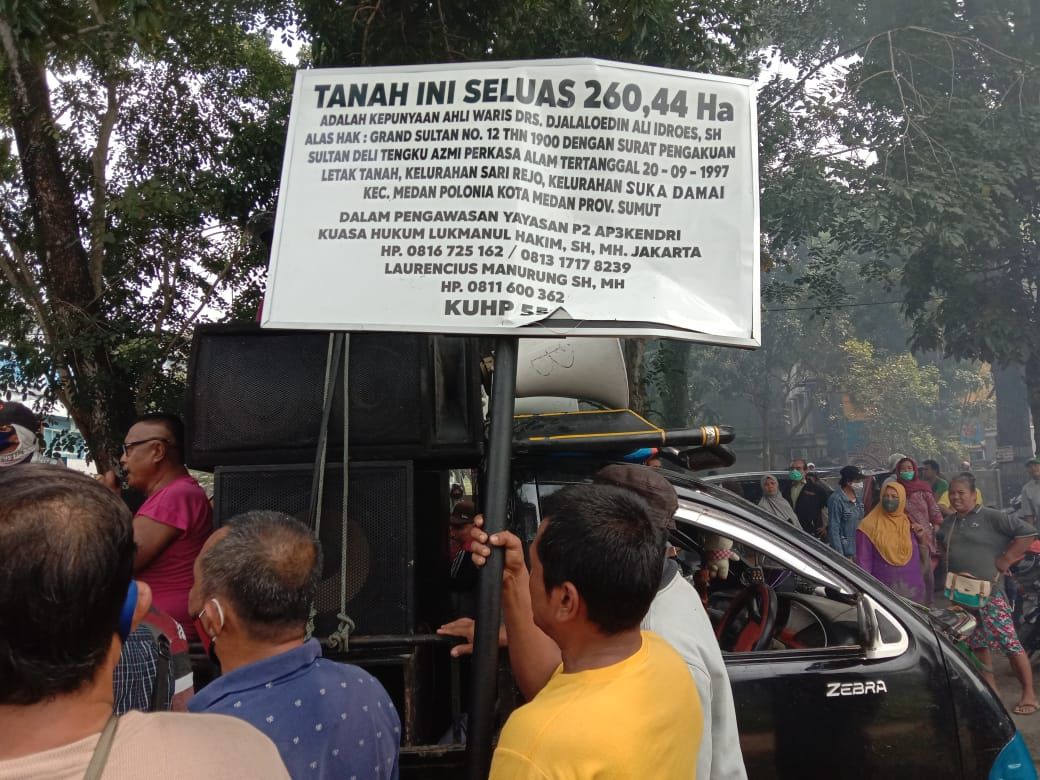 TANAH INI SELUAS 260,44 Ha
ADALAH KEPUNYAAN AHLI WARIS DRS. DJALALOEDIN ALI IDROES, SH
ALAS HAK : GRAND SULTAN NO. 12 THN 1900 DENGAN SURAT PENGAKUAN
SULTAN DELI TENGKU AZMI PERKASA ALAM TERTANGGAL 20 - 09 - 1997
LETAK TANAH, KELURAHAN SARI REJO, KELURAHAN SUKA DAMAI
KEC. MEDAN POLONIA KOTA MEDAN PROV. SUMUT
DALAM PENGAWASAN YAYASAN P2 AP3KENDRI
KUASA HUKUM LUKMANUL HAKIM, SH, MH. JAKARTA
HP. 0816 725 162 / 0813 1717 8239
LAURENCIUS MANURUNG SH, MH
HP. 0811 600 362
KUHP
ZEBRA